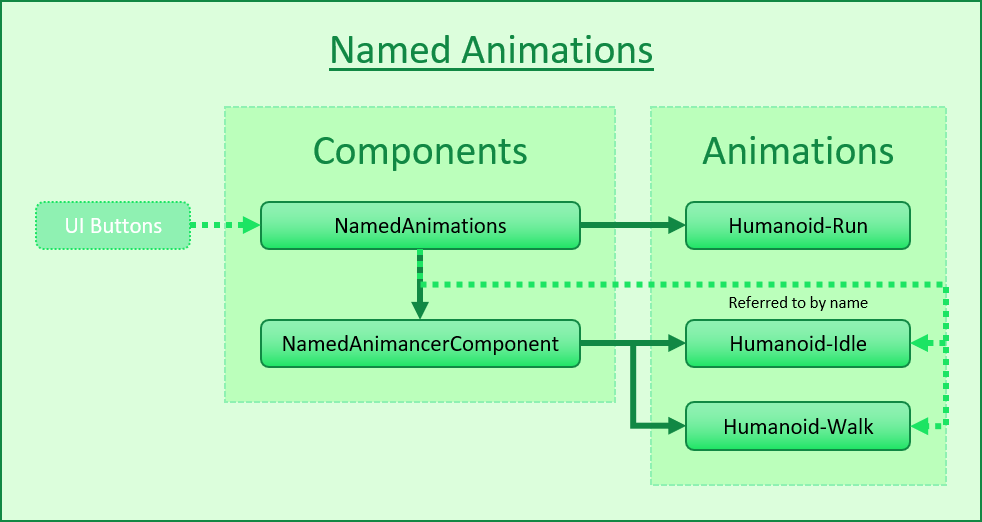 Named Animations
Components
Animations
UI Buttons
NamedAnimations
Humanoid-Run
Referred to by name
NamedAnimancerComponent
Humanoid-Idle
Humanoid-Walk